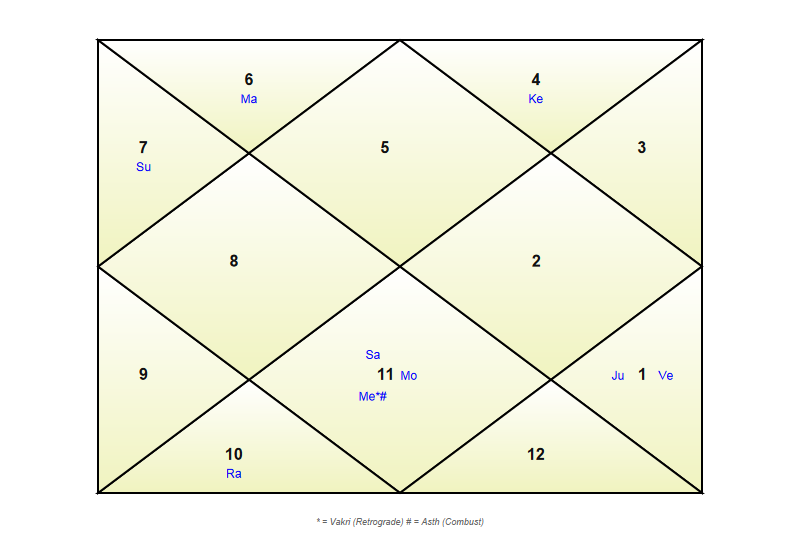 6
Ma
4
Ke
7
Su
5
3
8
2
Sa
9
11 Mo
Ju 1 Ve
Me*#
10
Ra
12
* = Vakri (Retrograde) # = Asth (Combust)